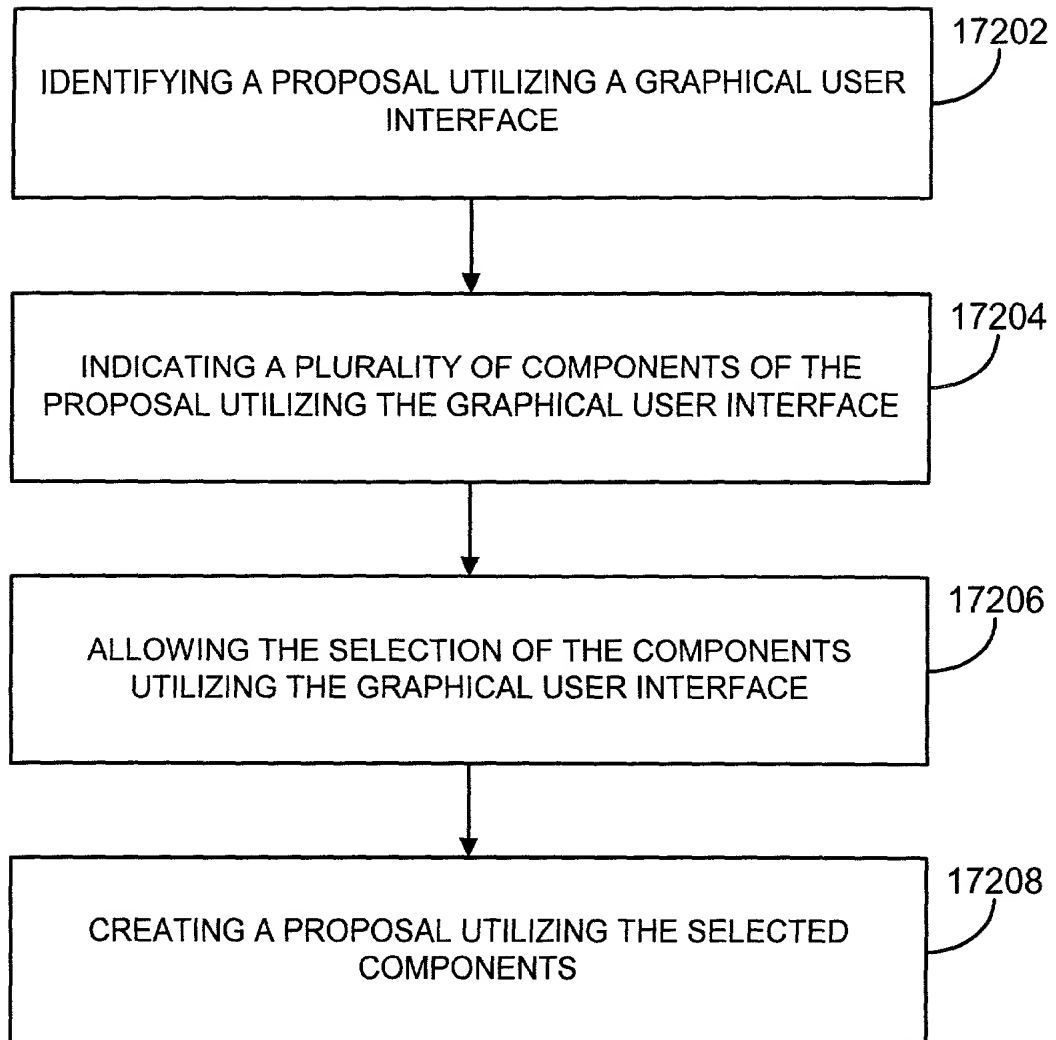 17202
IDENTIFYING A PROPOSAL UTILIZING A GRAPHICAL USER
INTERFACE
17204
INDICATING A PLURALITY OF COMPONENTS OF THE
PROPOSAL UTILIZING THE GRAPHICAL USER INTERFACE
17206
ALLOWING THE SELECTION OF THE COMPONENTS
UTILIZING THE GRAPHICAL USER INTERFACE
17208
CREATING A PROPOSAL UTILIZING THE SELECTED
COMPONENTS